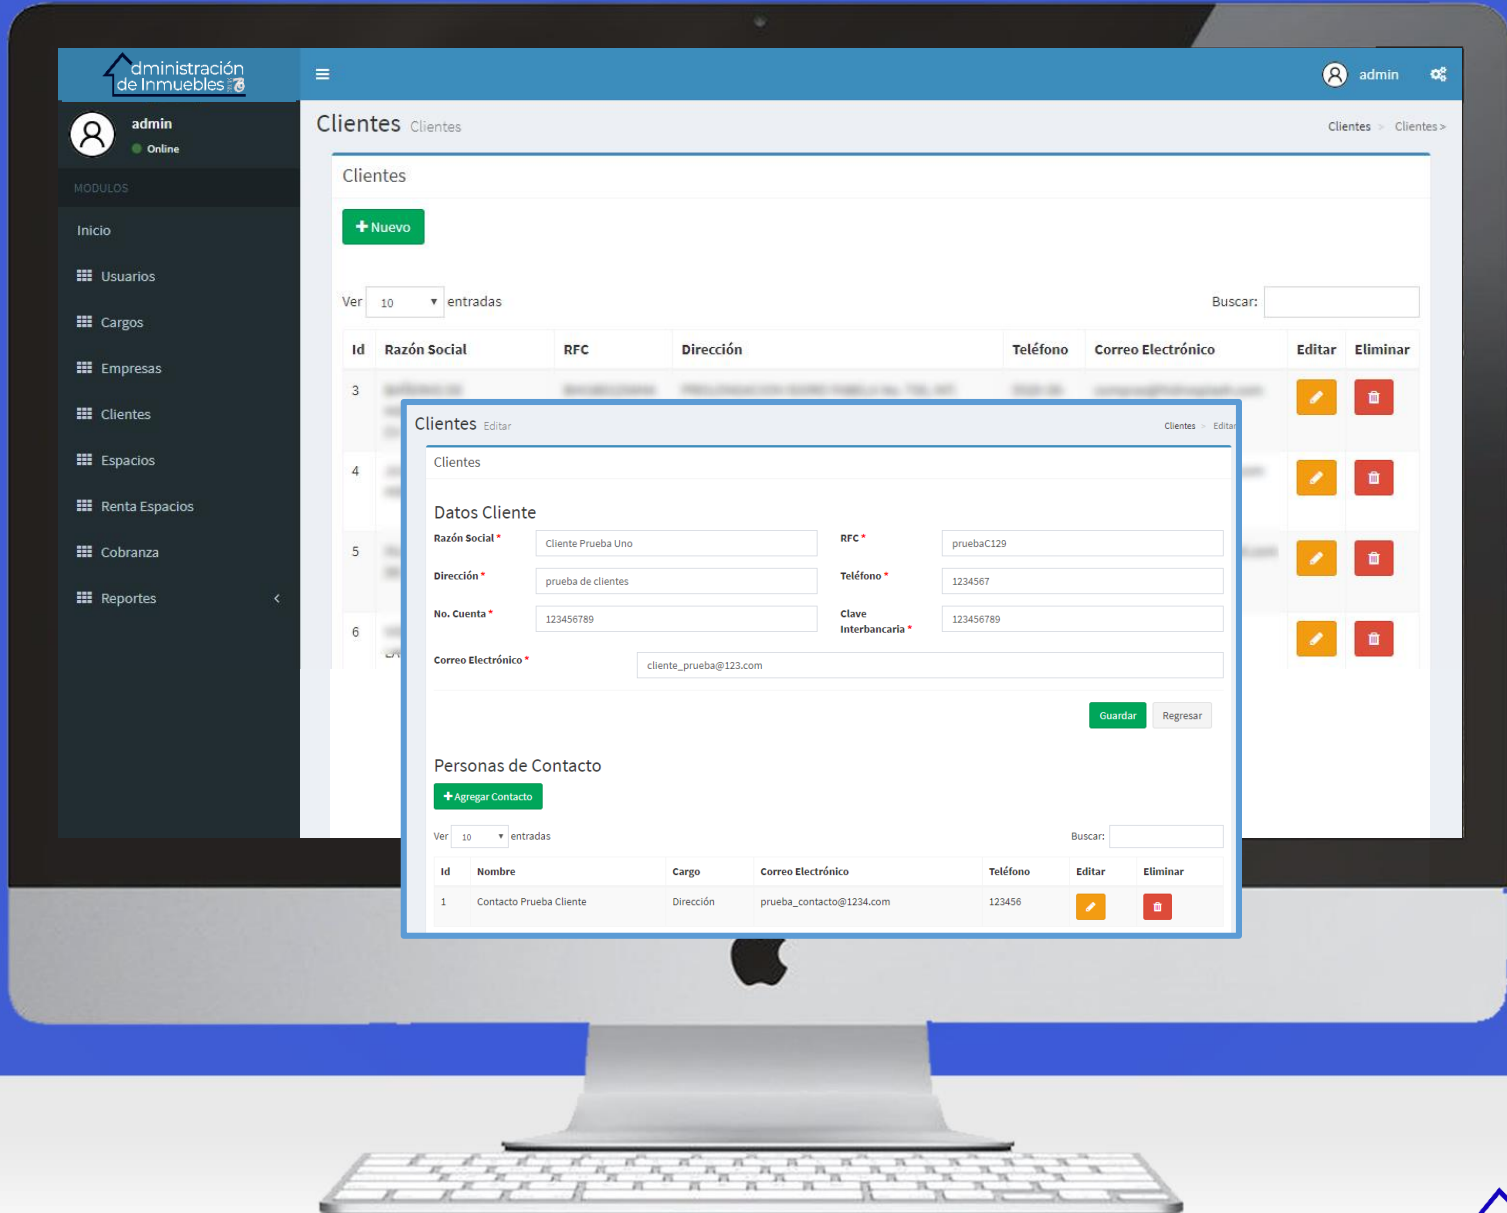 Administración
de Inmuebles
admin
admin
Online
Clientes Clientes
Clientes > Clientes >
MODULOS
Inicio
Usuarios
Cargos
Empresas
Clientes
Espacios
Renta Espacios
Cobranza
Reportes
Clientes
+ Nuevo
Ver 10 entradas
Buscar:
Id Razón Social RFC Dirección Teléfono Correo Electrónico Editar Eliminar
3
4
5
6
Clientes Editar
Clientes > Editar
Clientes
Datos Cliente
Razón Social * Cliente Prueba Uno RFC * pruebaC129
Dirección * prueba de clientes Teléfono * 1234567
No. Cuenta * 123456789 Clave
Interbancaria * 123456789
Correo Electrónico * cliente_prueba@123.com
Guardar Regresar
Personas de Contacto
+ Agregar Contacto
Ver 10 entradas Buscar:
Id Nombre Cargo Correo Electrónico Teléfono Editar Eliminar
1 Contacto Prueba Cliente Dirección prueba_contacto@1234.com 123456